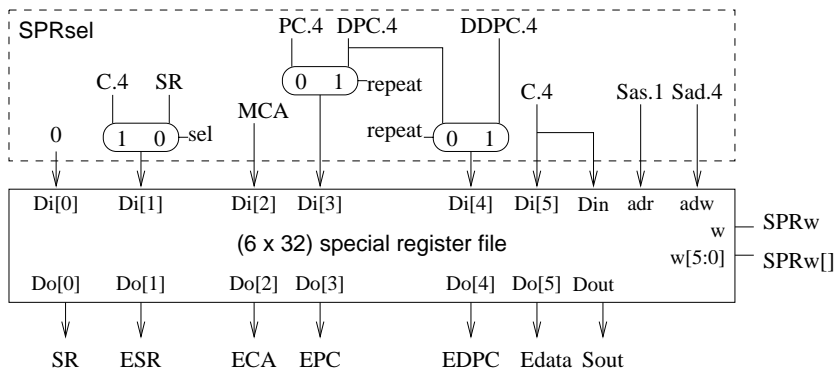 SPRsel
PC.4 DPC.4 DDPC.4
C.4 SR 0 1 repeat C.4 Sas.1 Sad.4
0 1 0 sel MCA repeat 0 1
Di[0] Di[1] Di[2] Di[3] Di[4] Di[5] Din adr adw
w SPRw
(6 x 32) special register file
w[5:0] SPRw[]
Do[0] Do[1] Do[2] Do[3] Do[4] Do[5] Dout
SR ESR ECA EPC EDPC Edata Sout